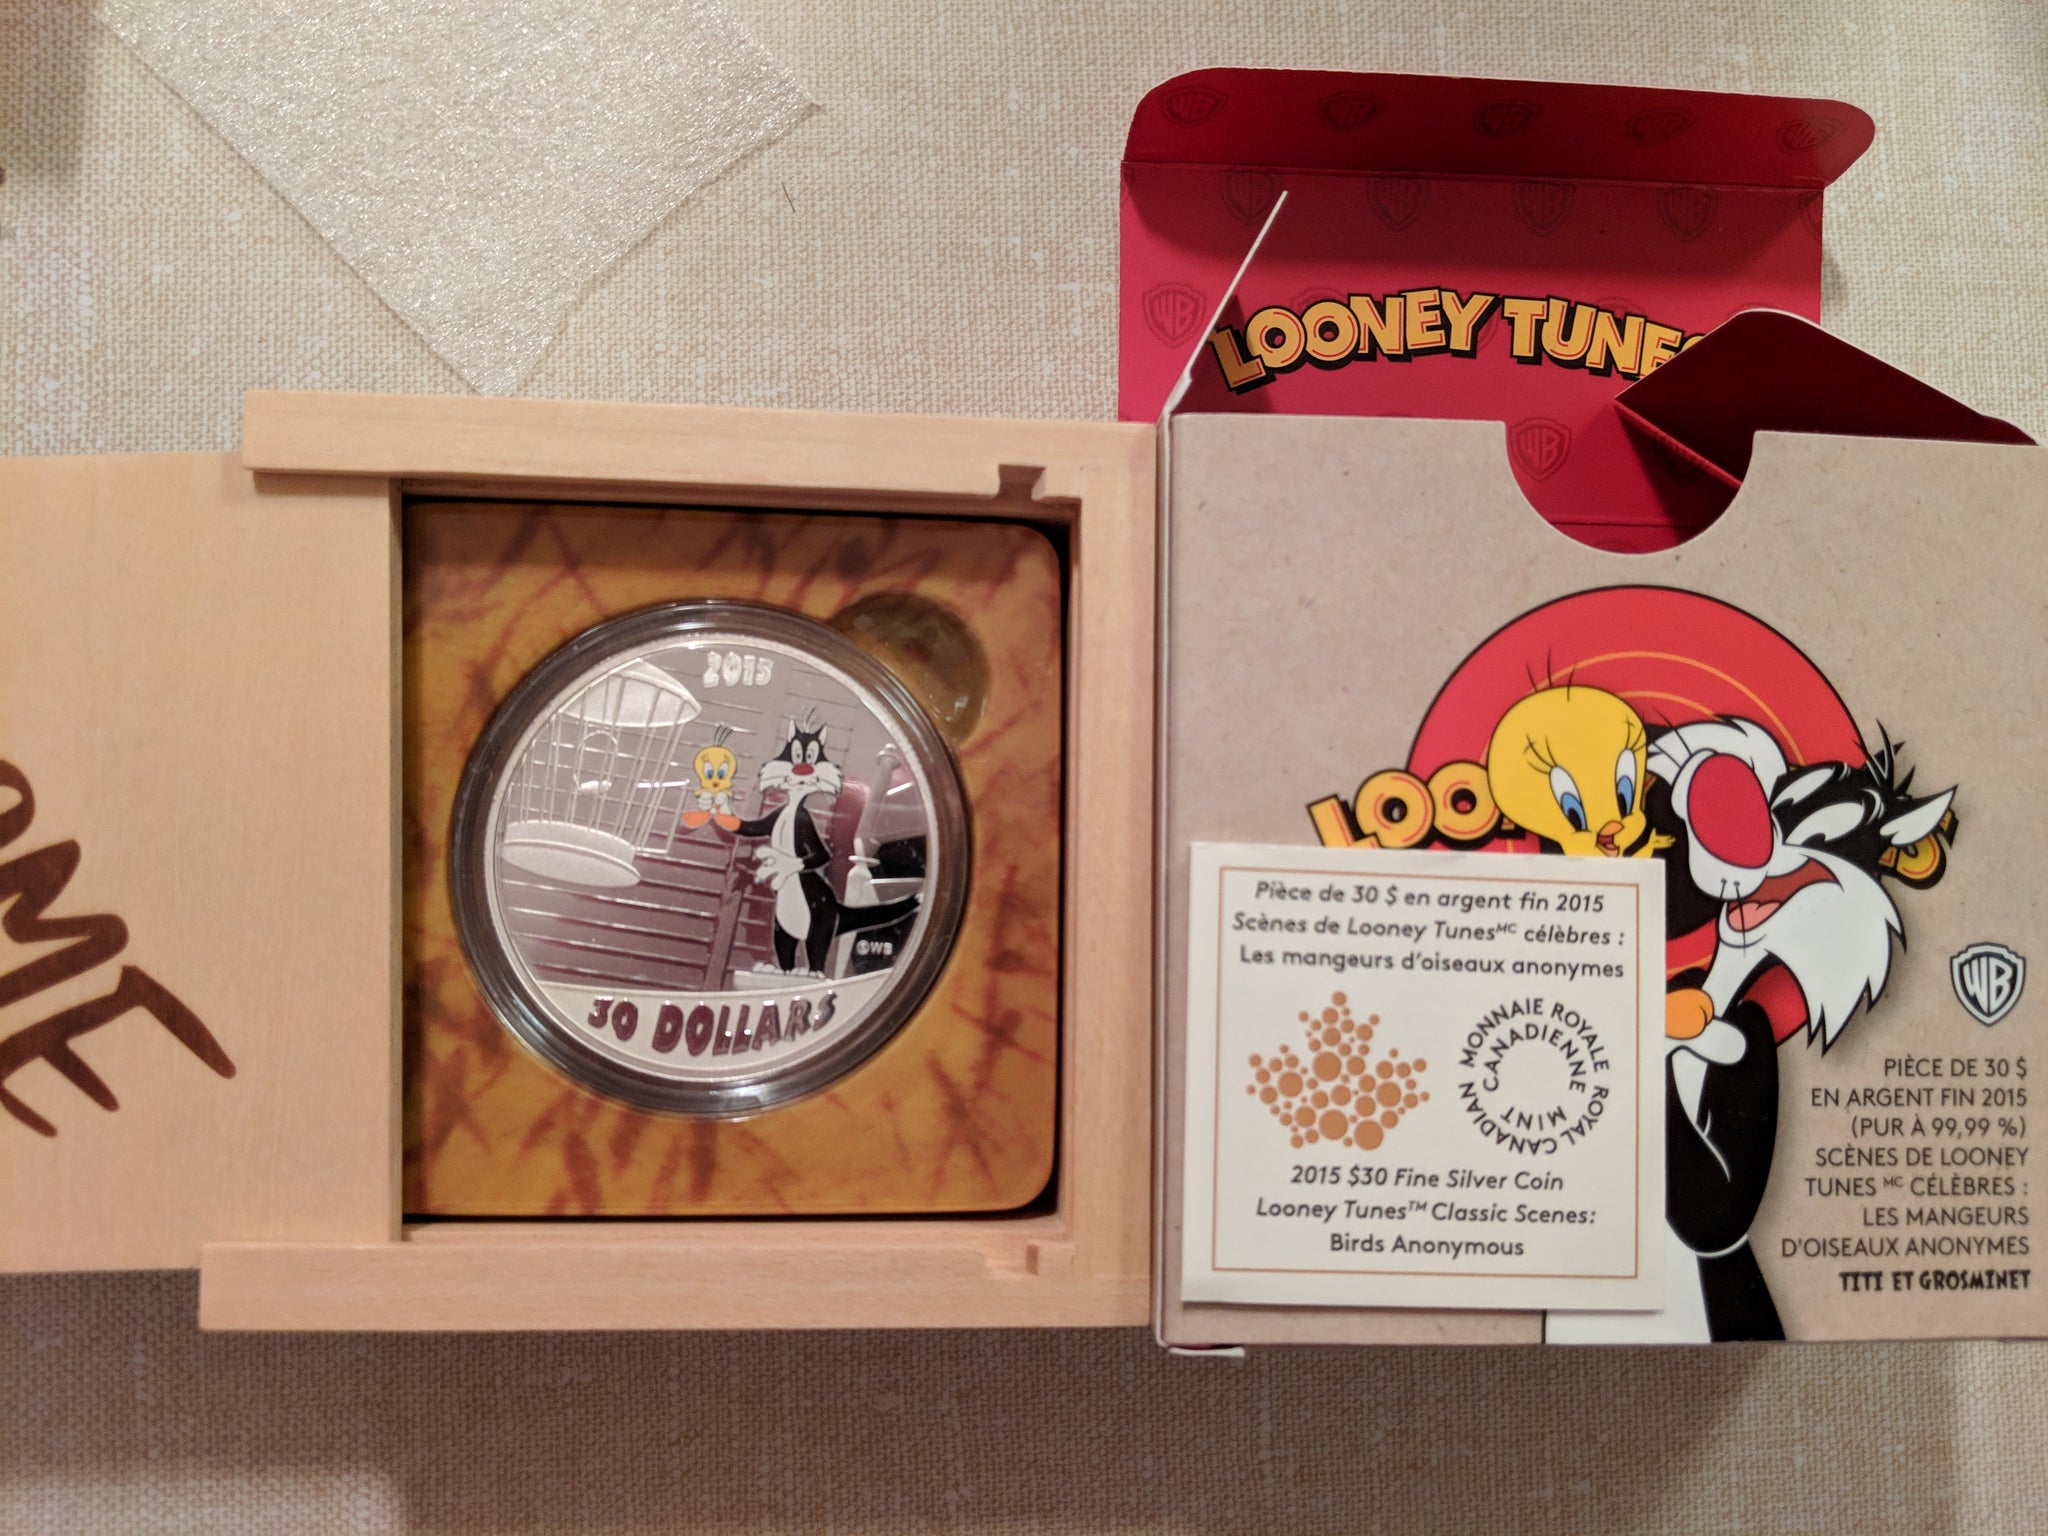 LOONEY TUNES
2015
©WB
30 DOLLARS
OME
LOO
WB
Pièce de 30 $ en argent fin 2015
Scènes de Looney Tunesᴹᶜ célèbres :
Les mangeurs d'oiseaux anonymes
MONNAIE ROYALE CANADIENNE
ROYAL CANADIAN MINT
2015 $30 Fine Silver Coin
Looney Tunes™ Classic Scenes:
Birds Anonymous
PIÈCE DE 30 $
EN ARGENT FIN 2015
(PUR À 99,99 %)
SCÈNES DE LOONEY
TUNES ᴹᶜ CÉLÈBRES :
LES MANGEURS
D'OISEAUX ANONYMES
TITI ET GROSMINET